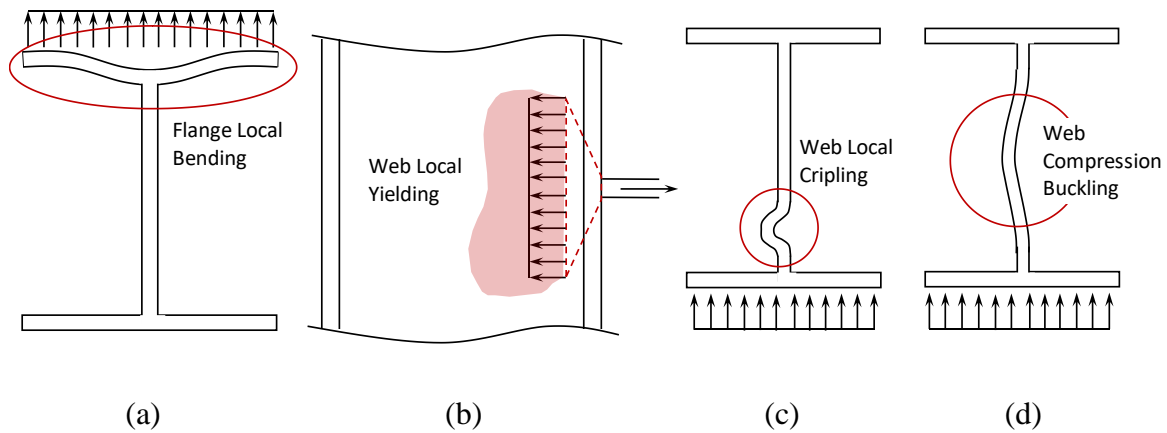 Flange Local
Bending
Web Local
Yielding
Web Local
Cripling
Web
Compression
Buckling
(a)
(b)
(c)
(d)